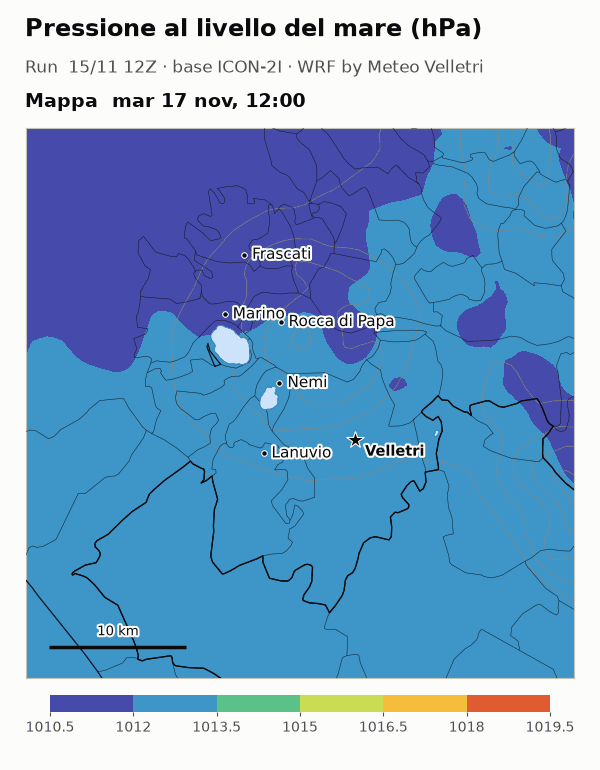 Pressione al livello del mare (hPa)
Run  15/11 12Z · base ICON-2I · WRF by Meteo Velletri
Mappa  mar 17 nov, 12:00
Frascati
Marino
Rocca di Papa
Nemi
Velletri
Lanuvio
10 km
1010.5 1012 1013.5 1015 1016.5 1018 1019.5